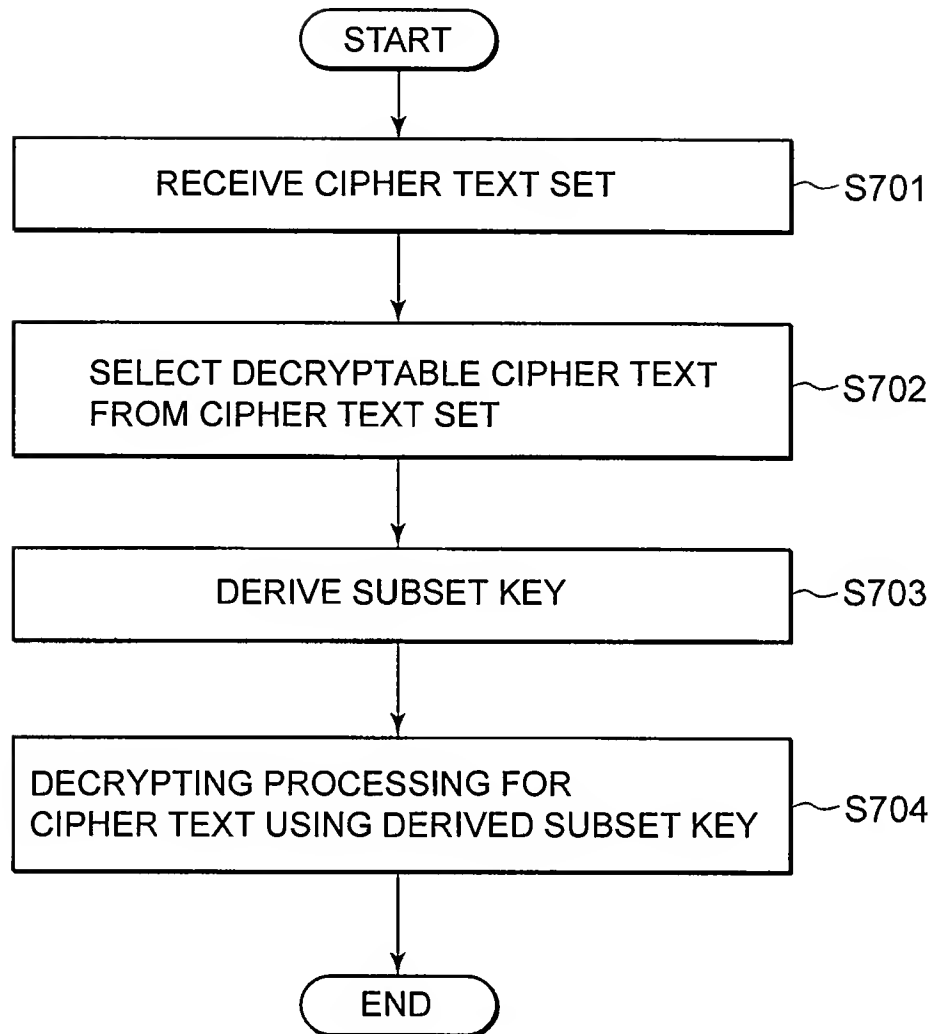 START
RECEIVE CIPHER TEXT SET
S701
SELECT DECRYPTABLE CIPHER TEXT
FROM CIPHER TEXT SET
S702
DERIVE SUBSET KEY
S703
DECRYPTING PROCESSING FOR
CIPHER TEXT USING DERIVED SUBSET KEY
S704
END